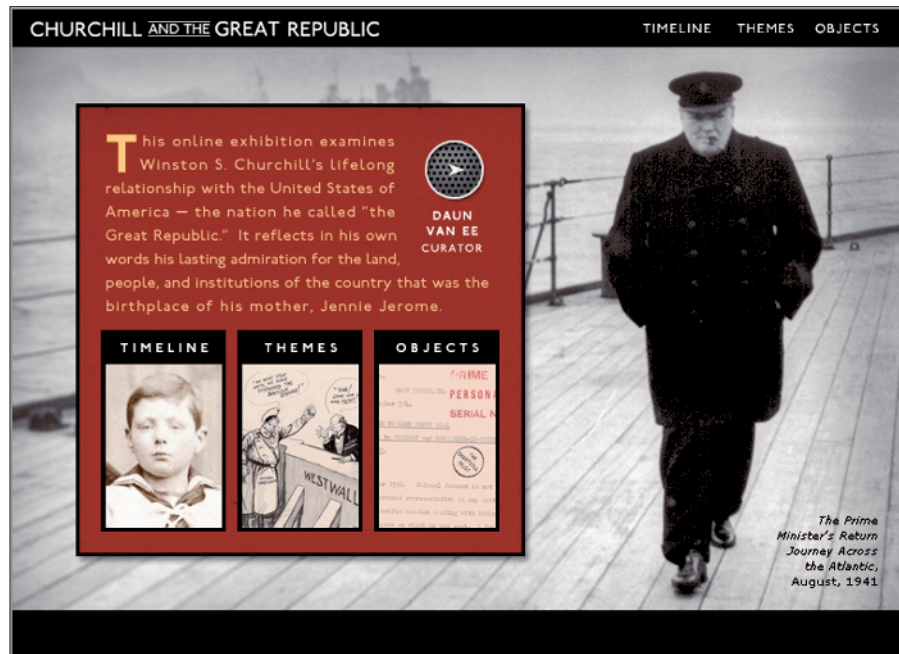 CHURCHILL AND THE GREAT REPUBLIC
TIMELINE THEMES OBJECTS
This online exhibition examines
Winston S. Churchill's lifelong
relationship with the United States of
America — the nation he called "the
Great Republic." It reflects in his own
words his lasting admiration for the land,
people, and institutions of the country that was the
birthplace of his mother, Jennie Jerome.
DAUN
VAN EE
CURATOR
TIMELINE
THEMES
OBJECTS
WESTWALL
PRIME
PERSONA
SERIAL N
The Prime
Minister's Return
Journey Across
the Atlantic,
August, 1941